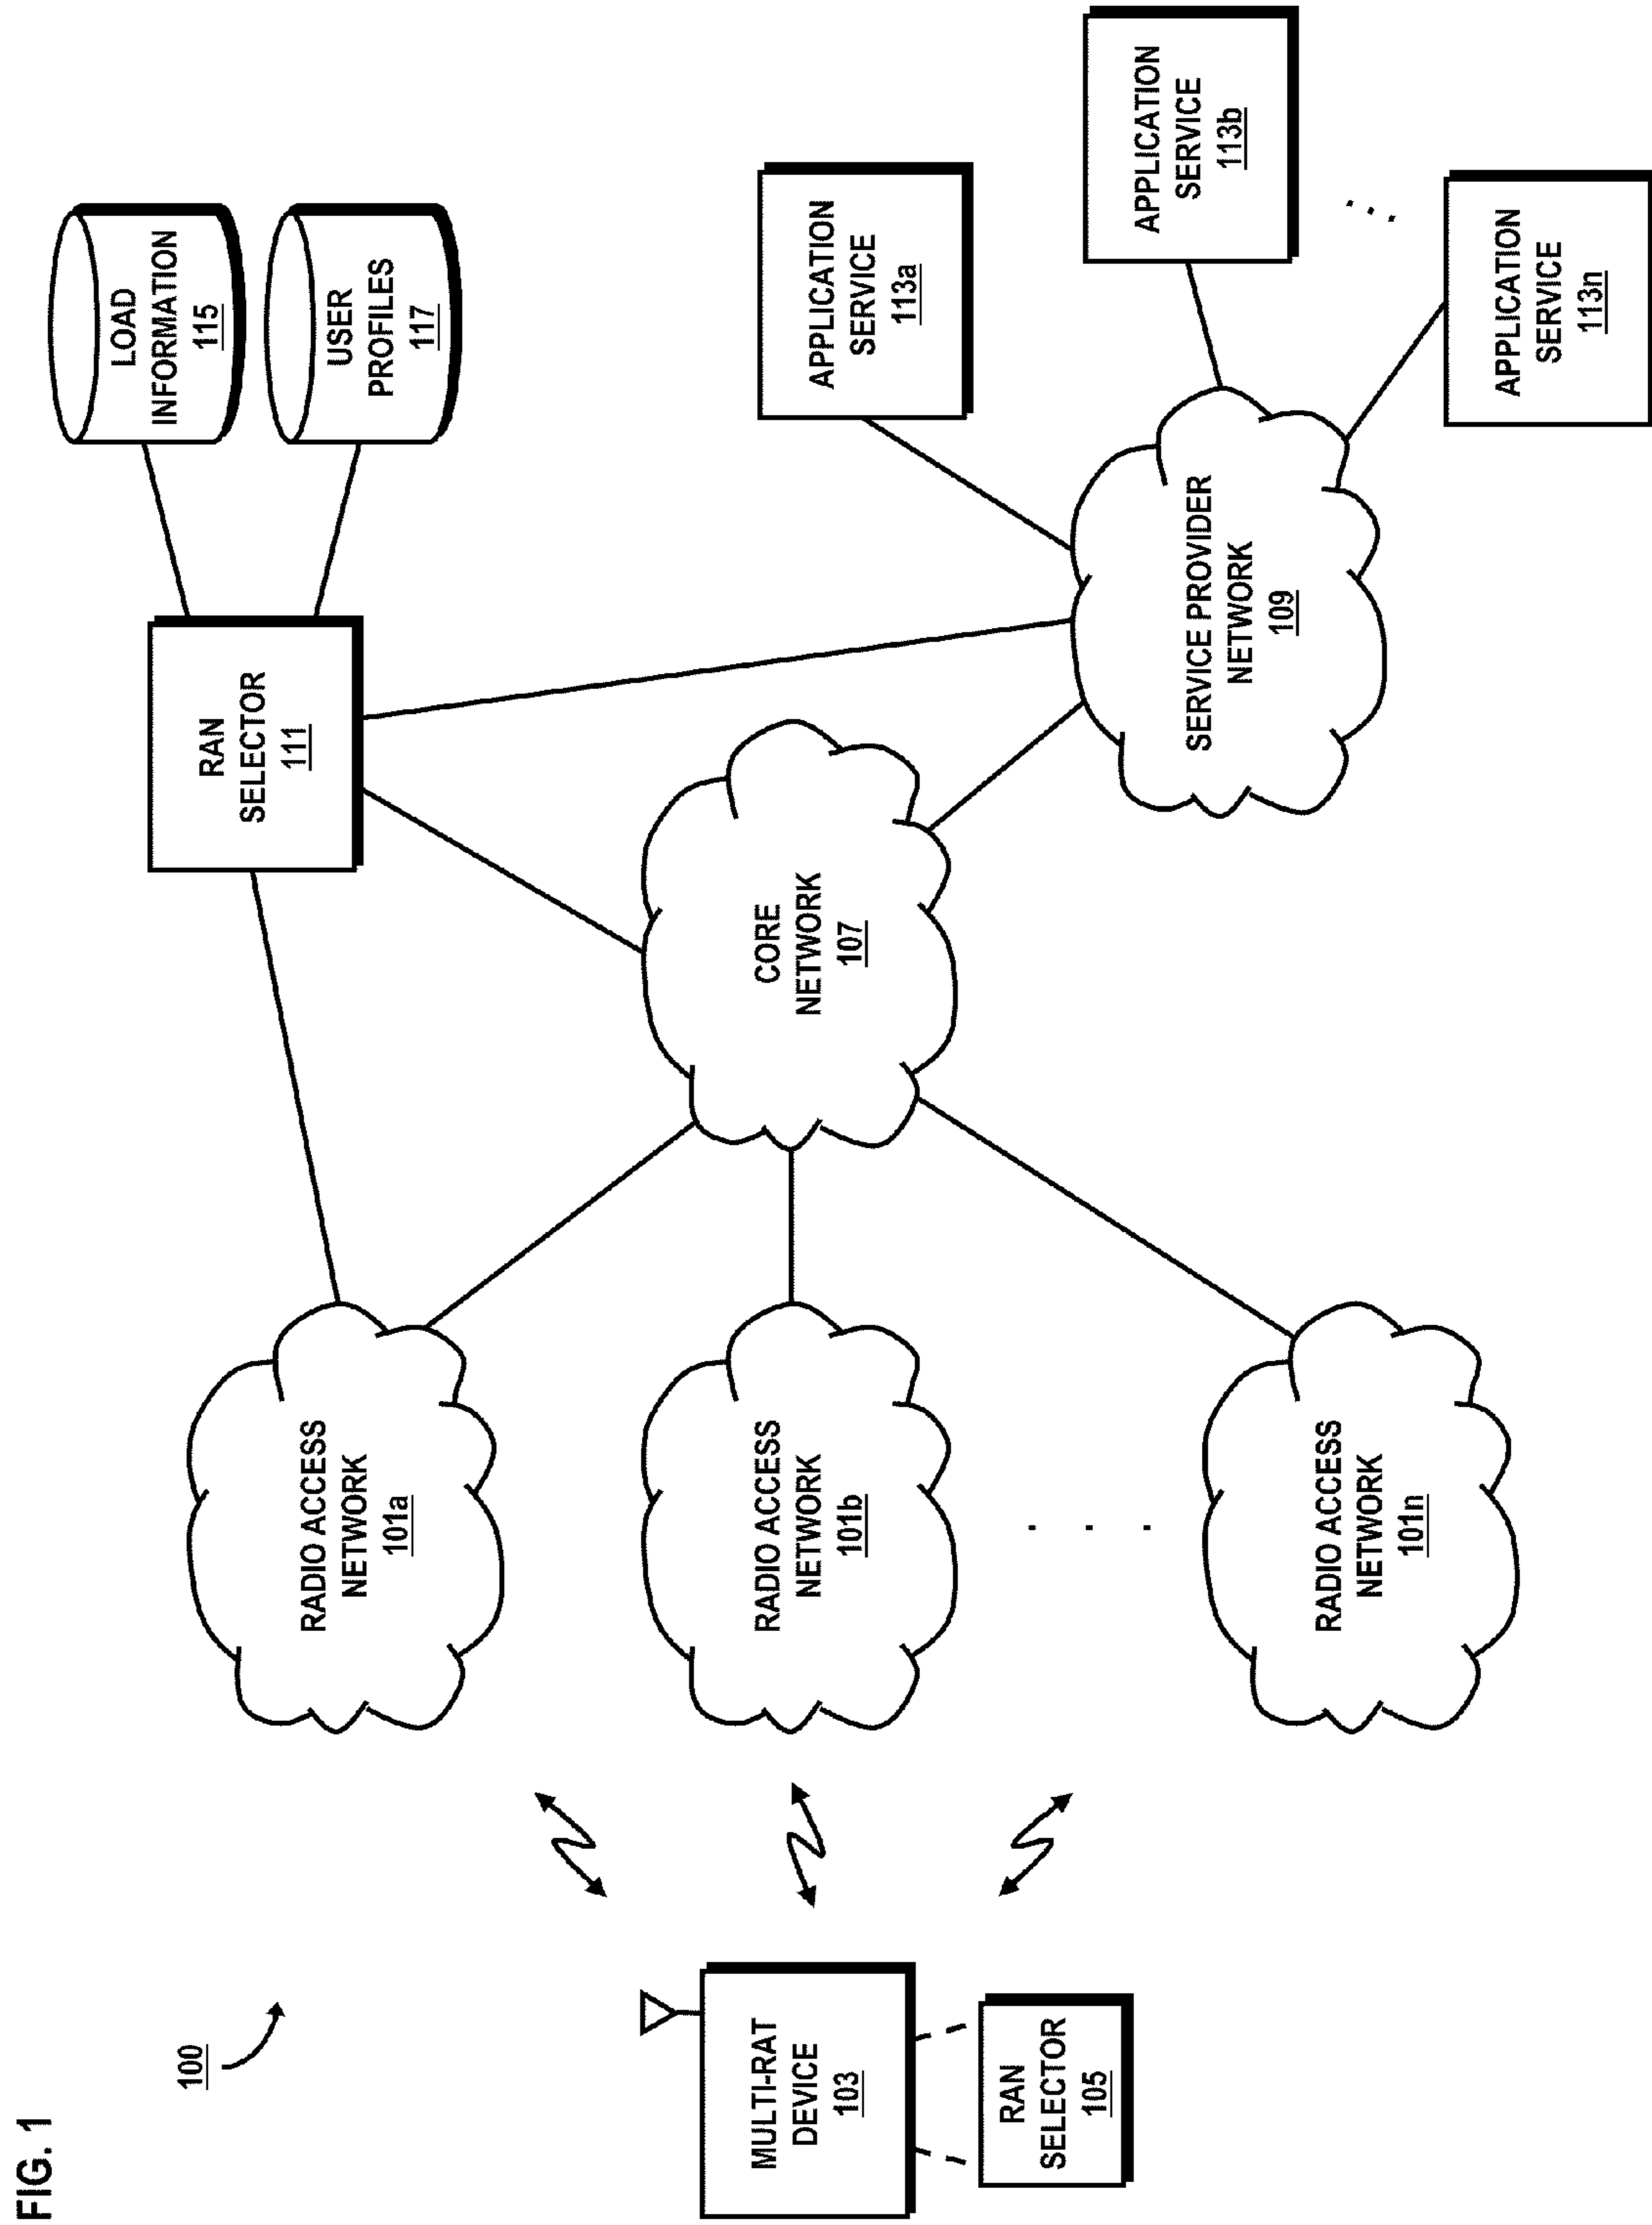 FIG. 1
100
LOAD
INFORMATION
115
USER
PROFILES
117
RAN
SELECTOR
111
RADIO ACCESS
NETWORK
101a
RADIO ACCESS
NETWORK
101b
. . .
RADIO ACCESS
NETWORK
101n
CORE
NETWORK
107
SERVICE PROVIDER
NETWORK
109
APPLICATION
SERVICE
113a
APPLICATION
SERVICE
113b
. . .
APPLICATION
SERVICE
113n
MULTI-RAT
DEVICE
103
RAN
SELECTOR
105